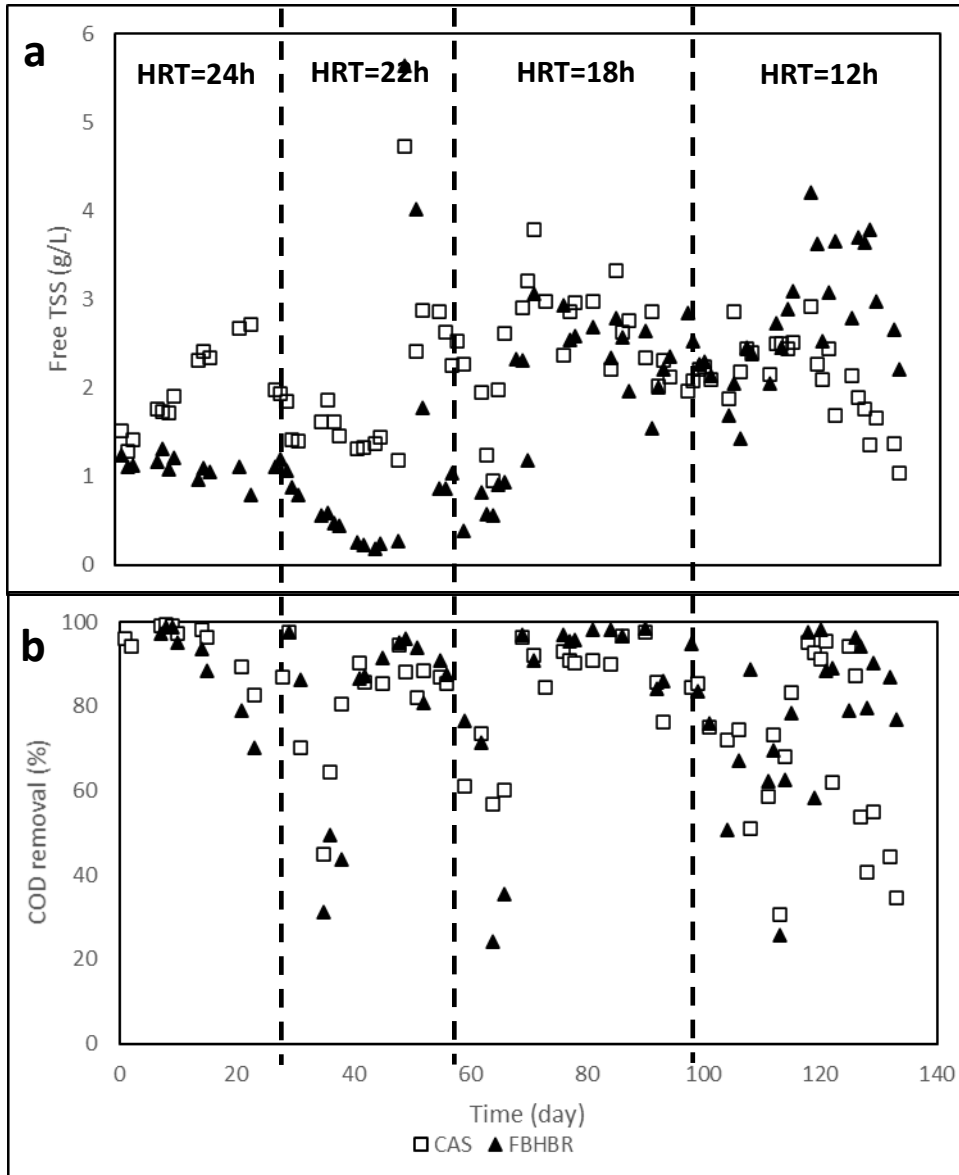 a
HRT=24h
HRT=22h
HRT=18h
HRT=12h
Free TSS (g/L)
6
5
4
3
2
1
0
b
COD removal (%)
100
80
60
40
20
0
0 20 40 60 80 100 120 140
Time (day)
CAS FBHBR